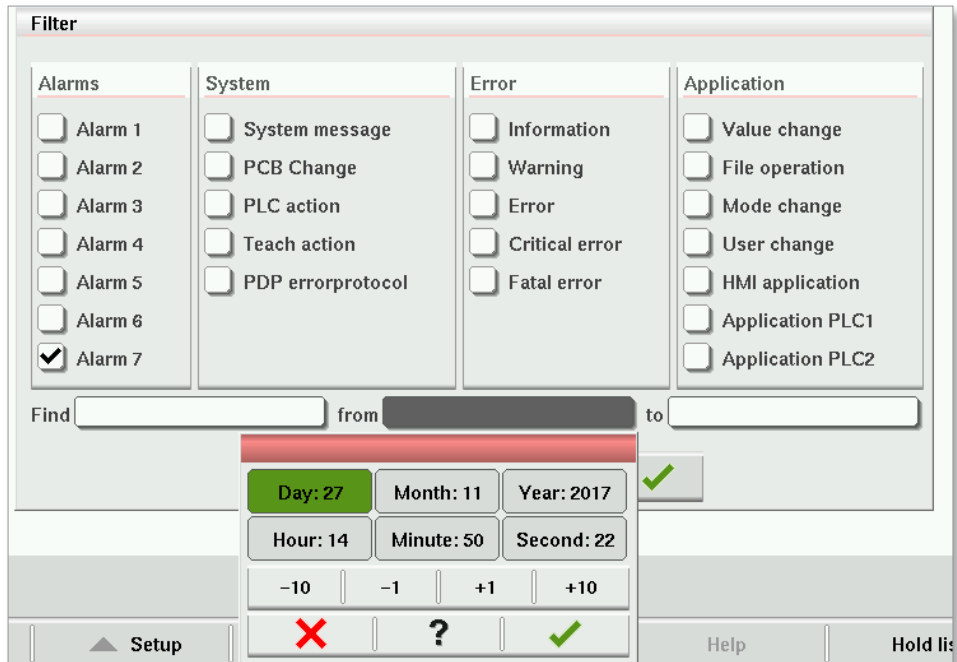 Filter
Alarms System Error Application
Alarm 1 System message Information Value change
Alarm 2 PCB Change Warning File operation
Alarm 3 PLC action Error Mode change
Alarm 4 Teach action Critical error User change
Alarm 5 PDP errorprotocol Fatal error HMI application
Alarm 6 Application PLC1
Alarm 7 Application PLC2
Find from to
Day: 27 Month: 11 Year: 2017
Hour: 14 Minute: 50 Second: 22
-10 -1 +1 +10
?
Setup Help Hold